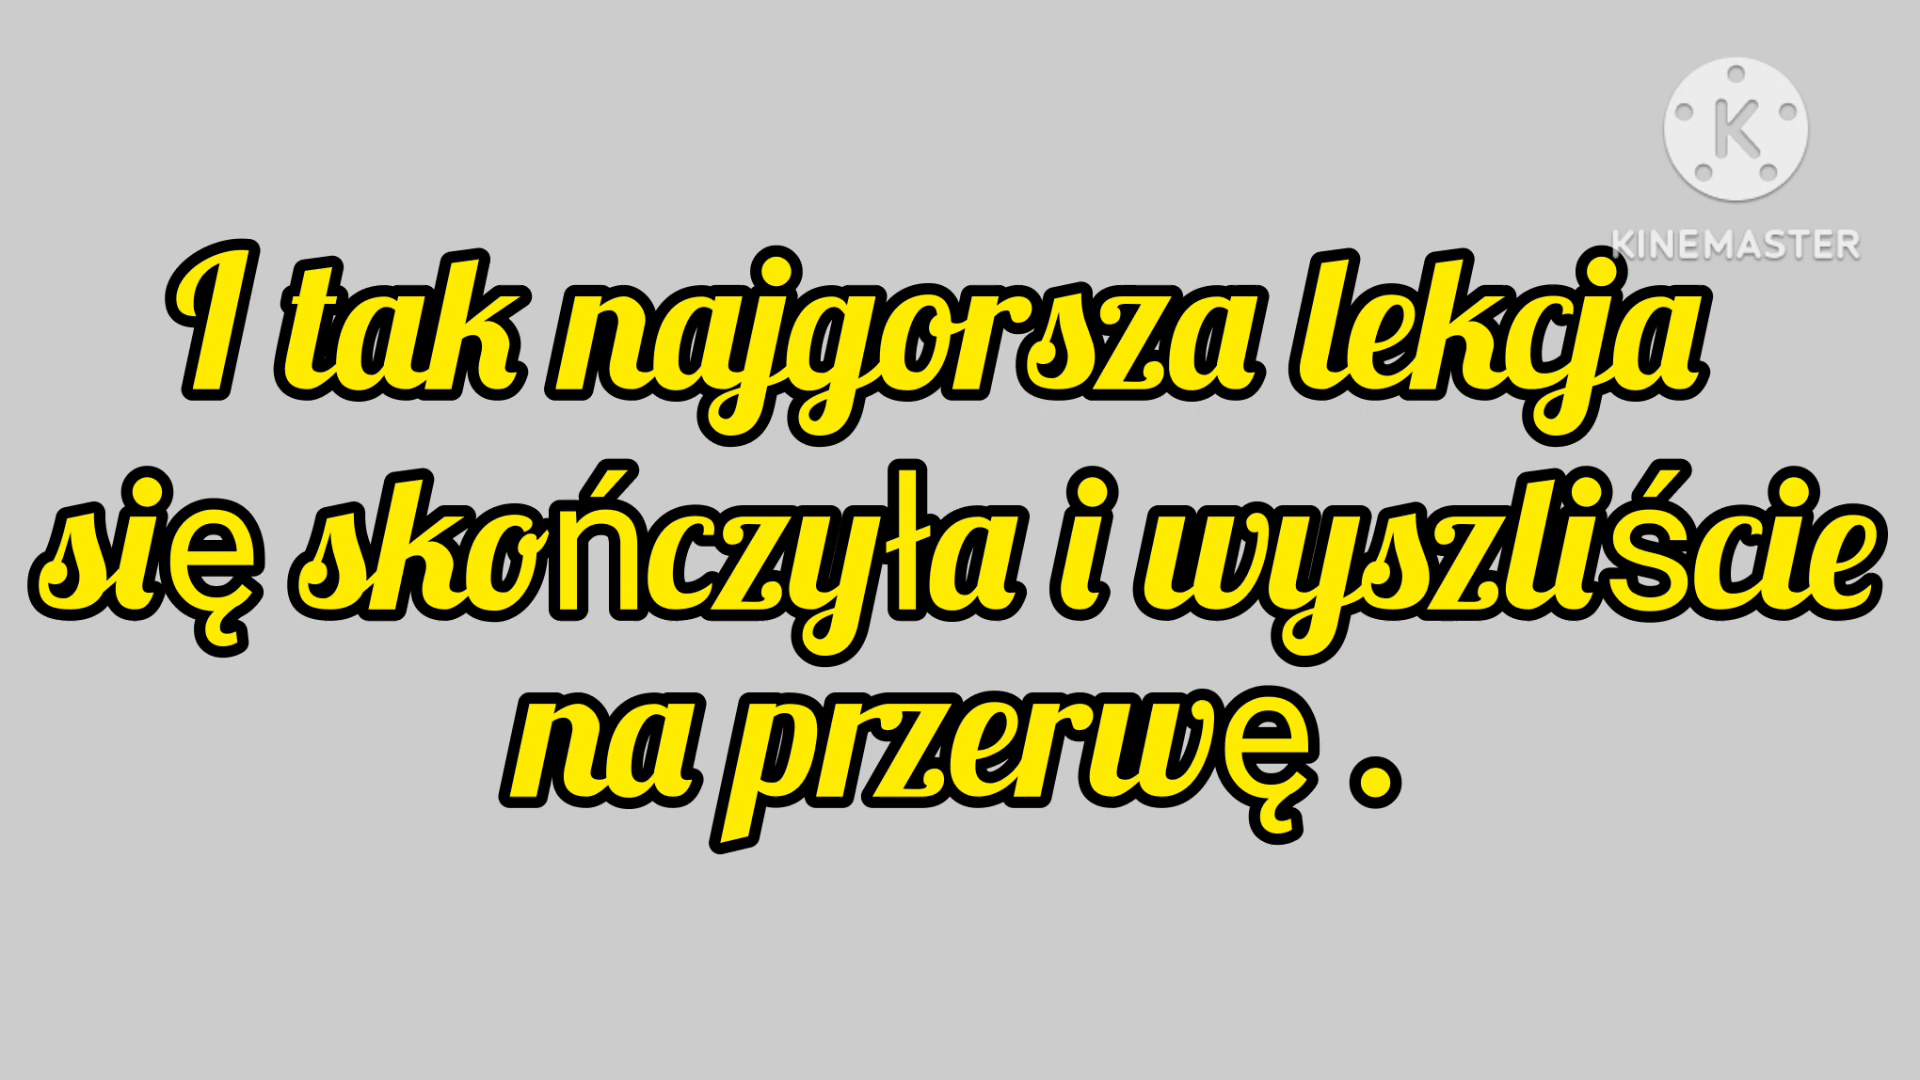 KINEMASTER
I tak najgorsza lekcja
się skończyła i wyszliście
na przerwę .